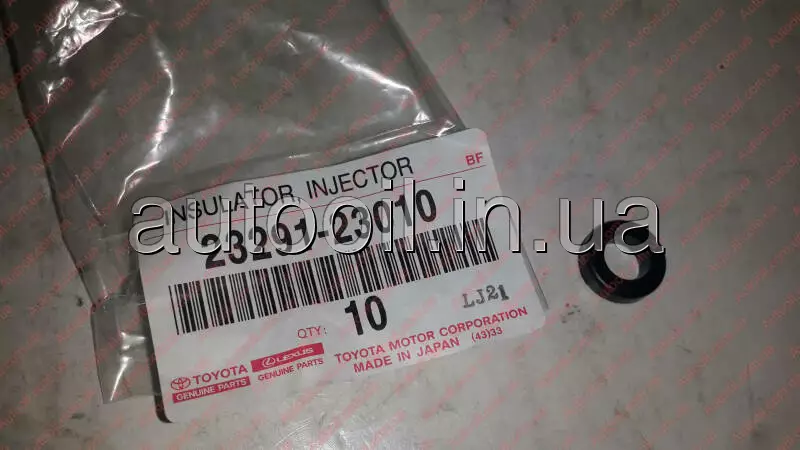 BF
INSULATOR, INJECTOR
23291-23010
autooil.in.ua
QTY: 10
LJ21
TOYOTA
GENUINE PARTS
LEXUS
GENUINE PARTS
TOYOTA MOTOR CORPORATION
MADE IN JAPAN (43)33